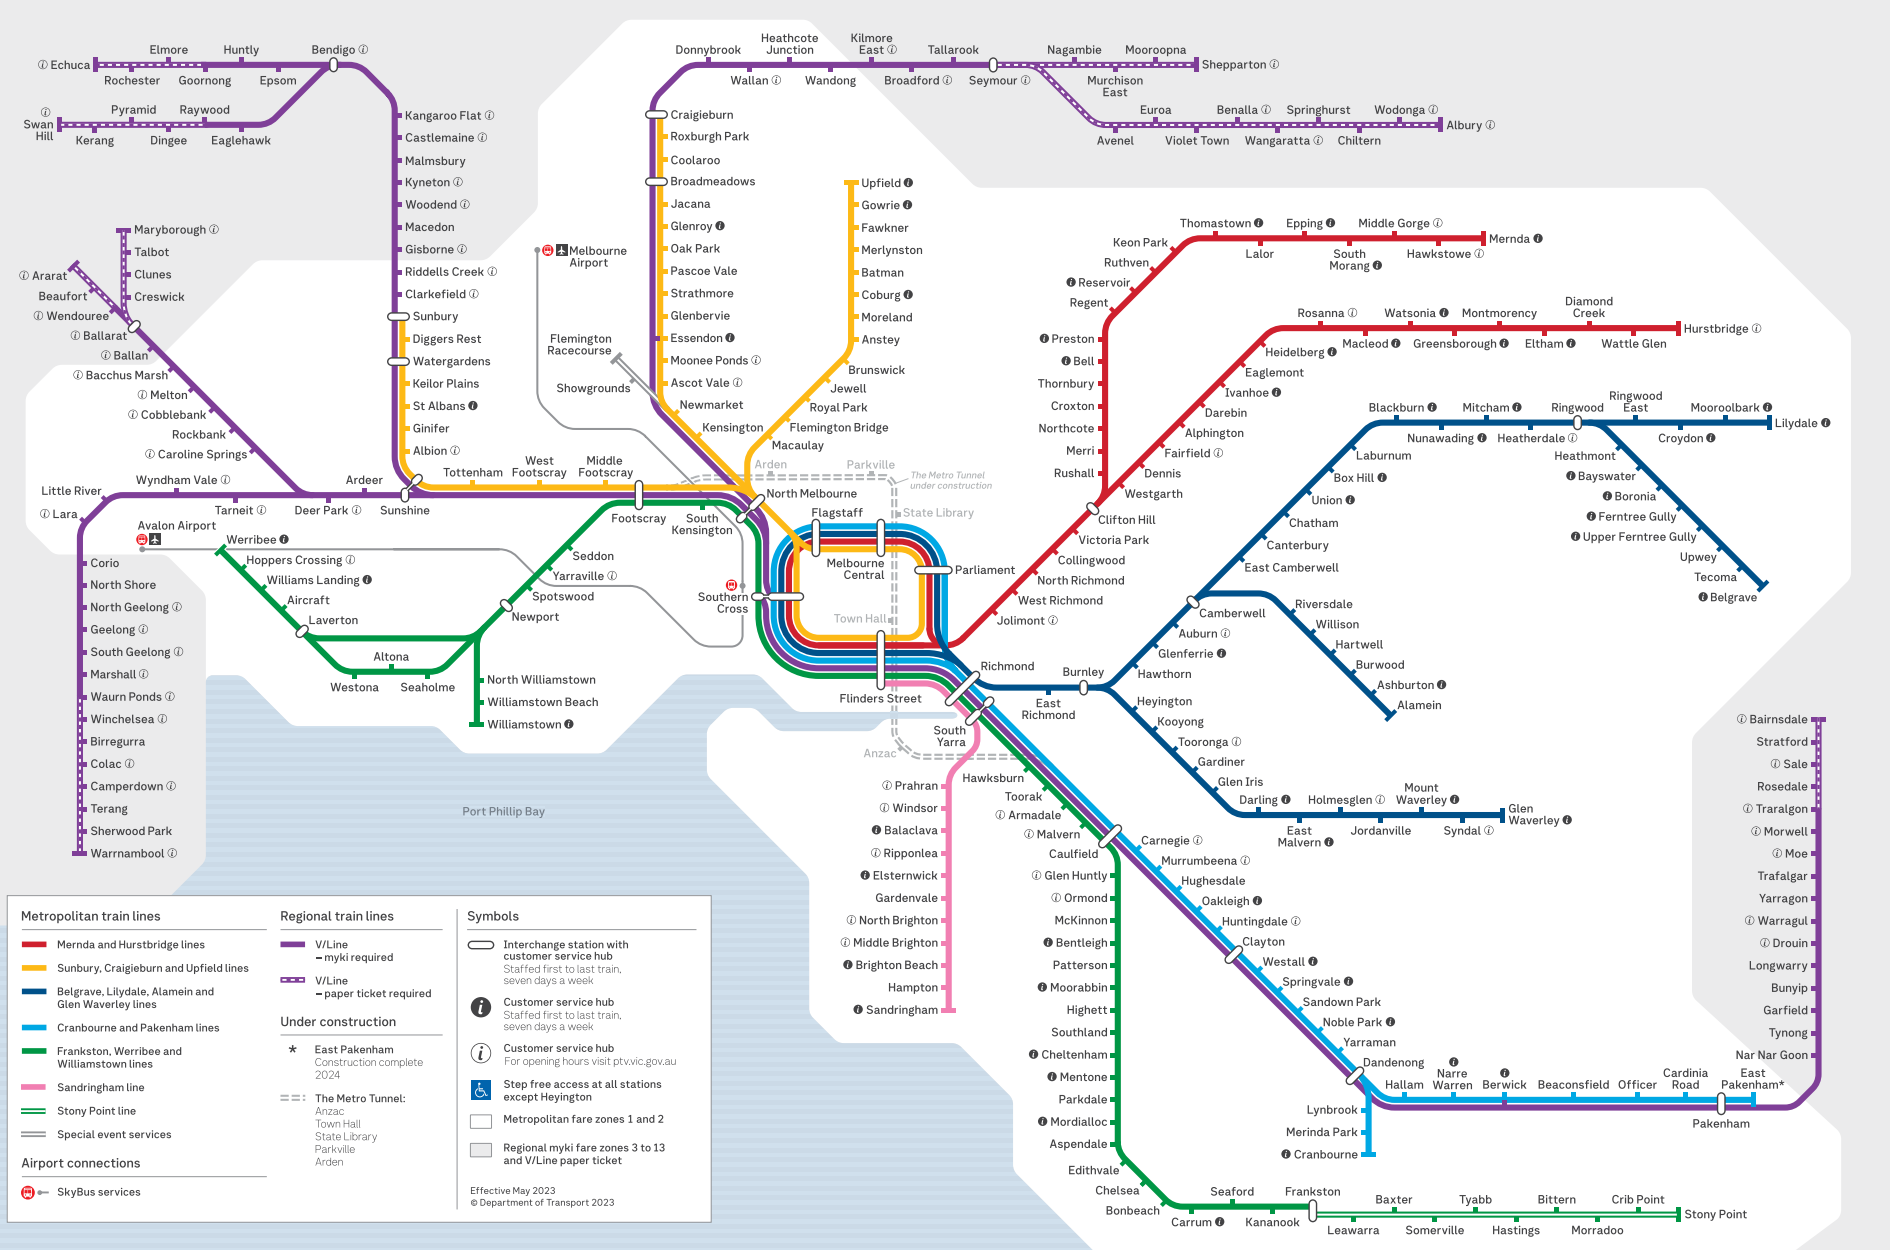 Echuca
Rochester
Elmore
Goornong
Huntly
Epsom
Bendigo
Swan
Hill
Kerang
Pyramid
Dingee
Raywood
Eaglehawk
Kangaroo Flat
Castlemaine
Malmsbury
Kyneton
Woodend
Macedon
Gisborne
Riddells Creek
Clarkefield
Sunbury
Diggers Rest
Watergardens
Keilor Plains
St Albans
Ginifer
Albion
Maryborough
Talbot
Clunes
Creswick
Ararat
Beaufort
Wendouree
Ballarat
Ballan
Bacchus Marsh
Melton
Cobblebank
Rockbank
Caroline Springs
Little River
Lara
Wyndham Vale
Tarneit
Deer Park
Ardeer
Sunshine
Tottenham
West
Footscray
Middle
Footscray
Footscray
South
Kensington
Avalon Airport
Werribee
Hoppers Crossing
Williams Landing
Aircraft
Laverton
Westona
Altona
Seaholme
Seddon
Yarraville
Spotswood
Newport
North Williamstown
Williamstown Beach
Williamstown
Corio
North Shore
North Geelong
Geelong
South Geelong
Marshall
Waurn Ponds
Winchelsea
Birregurra
Colac
Camperdown
Terang
Sherwood Park
Warrnambool
Donnybrook
Wallan
Heathcote
Junction
Wandong
Kilmore
East
Broadford
Tallarook
Seymour
Nagambie
Murchison
East
Mooroopna
Shepparton
Avenel
Euroa
Violet Town
Benalla
Wangaratta
Springhurst
Chiltern
Wodonga
Albury
Craigieburn
Roxburgh Park
Coolaroo
Broadmeadows
Jacana
Glenroy
Oak Park
Pascoe Vale
Strathmore
Glenbervie
Essendon
Moonee Ponds
Ascot Vale
Newmarket
Kensington
Melbourne
Airport
Flemington
Racecourse
Showgrounds
Upfield
Gowrie
Fawkner
Merlynston
Batman
Coburg
Moreland
Anstey
Brunswick
Jewell
Royal Park
Flemington Bridge
Macaulay
Arden
Parkville
The Metro Tunnel
under construction
State Library
Town Hall
Anzac
North Melbourne
Flagstaff
Melbourne
Central
Parliament
Southern
Cross
Flinders Street
Richmond
South
Yarra
Thomastown
Lalor
Epping
South
Morang
Middle Gorge
Hawkstowe
Mernda
Keon Park
Ruthven
Reservoir
Regent
Preston
Bell
Thornbury
Croxton
Northcote
Merri
Rushall
Rosanna
Macleod
Watsonia
Greensborough
Montmorency
Eltham
Diamond
Creek
Wattle Glen
Hurstbridge
Heidelberg
Eaglemont
Ivanhoe
Darebin
Alphington
Fairfield
Dennis
Westgarth
Clifton Hill
Victoria Park
Collingwood
North Richmond
West Richmond
Jolimont
Blackburn
Nunawading
Mitcham
Heatherdale
Ringwood
Ringwood
East
Croydon
Mooroolbark
Lilydale
Heathmont
Bayswater
Boronia
Ferntree Gully
Upper Ferntree Gully
Upwey
Tecoma
Belgrave
Laburnum
Box Hill
Union
Chatham
Canterbury
East Camberwell
Camberwell
Auburn
Glenferrie
Hawthorn
Burnley
East
Richmond
Riversdale
Willison
Hartwell
Burwood
Ashburton
Alamein
Heyington
Kooyong
Tooronga
Gardiner
Glen Iris
Darling
East
Malvern
Holmesglen
Jordanville
Mount
Waverley
Syndal
Glen
Waverley
Prahran
Windsor
Balaclava
Ripponlea
Elsternwick
Gardenvale
North Brighton
Middle Brighton
Brighton Beach
Hampton
Sandringham
Hawksburn
Toorak
Armadale
Malvern
Caulfield
Glen Huntly
Ormond
McKinnon
Bentleigh
Patterson
Moorabbin
Highett
Southland
Cheltenham
Mentone
Parkdale
Mordialloc
Aspendale
Edithvale
Chelsea
Bonbeach
Carrum
Seaford
Kananook
Frankston
Leawarra
Baxter
Somerville
Tyabb
Hastings
Bittern
Morradoo
Crib Point
Stony Point
Carnegie
Murrumbeena
Hughesdale
Oakleigh
Huntingdale
Clayton
Westall
Springvale
Sandown Park
Noble Park
Yarraman
Dandenong
Lynbrook
Merinda Park
Cranbourne
Hallam
Narre
Warren
Berwick
Beaconsfield
Officer
Cardinia
Road
Pakenham
East
Pakenham*
Bairnsdale
Stratford
Sale
Rosedale
Traralgon
Morwell
Moe
Trafalgar
Yarragon
Warragul
Drouin
Longwarry
Bunyip
Garfield
Tynong
Nar Nar Goon
Port Phillip Bay
Metropolitan train lines
Mernda and Hurstbridge lines
Sunbury, Craigieburn and Upfield lines
Belgrave, Lilydale, Alamein and
Glen Waverley lines
Cranbourne and Pakenham lines
Frankston, Werribee and
Williamstown lines
Sandringham line
Stony Point line
Special event services
Airport connections
SkyBus services
Regional train lines
V/Line
– myki required
V/Line
– paper ticket required
Under construction
* East Pakenham
Construction complete
2024
The Metro Tunnel:
Anzac
Town Hall
State Library
Parkville
Arden
Symbols
Interchange station with
customer service hub
Staffed first to last train,
seven days a week
Customer service hub
Staffed first to last train,
seven days a week
Customer service hub
For opening hours visit ptv.vic.gov.au
Step free access at all stations
except Heyington
Metropolitan fare zones 1 and 2
Regional myki fare zones 3 to 13
and V/Line paper ticket
Effective May 2023
© Department of Transport 2023